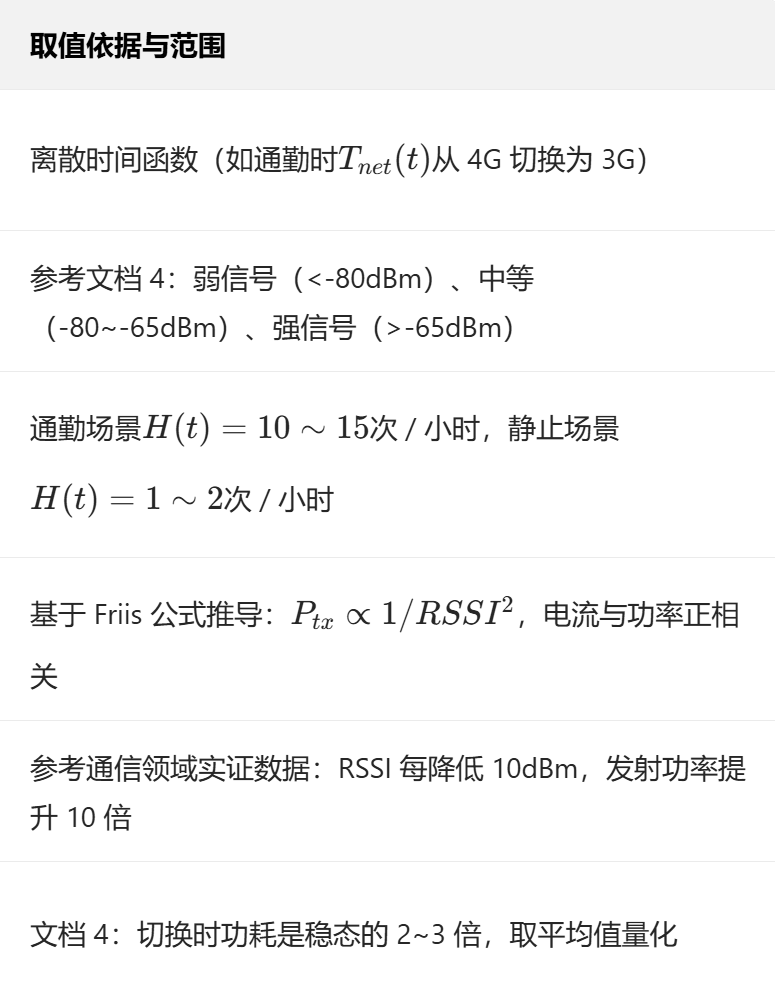 取值依据与范围
离散时间函数（如通勤时T_{net}(t)从 4G 切换为 3G）
参考文档 4：弱信号（<-80dBm）、中等
（-80~-65dBm）、强信号（>-65dBm）
通勤场景H(t) = 10 ∼ 15次 / 小时，静止场景
H(t) = 1 ∼ 2次 / 小时
基于 Friis 公式推导：P_{tx} ∝ 1/RSSI^2，电流与功率正相
关
参考通信领域实证数据：RSSI 每降低 10dBm，发射功率提
升 10 倍
文档 4：切换时功耗是稳态的 2~3 倍，取平均值量化